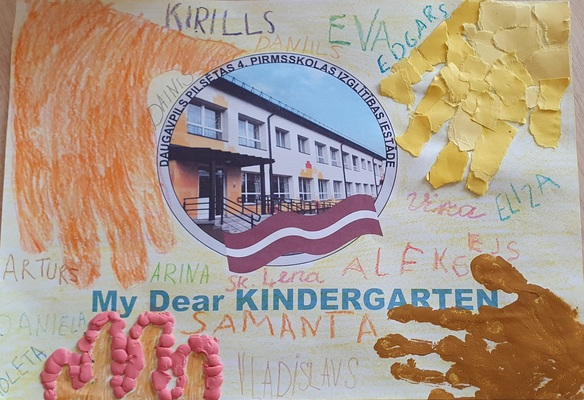 KIRILLS
EVA
EDGARS
DANILS
DAUGAVPILS PILSĒTAS 4. PIRMSSKOLAS IZGLĪTĪBAS IESTĀDE
ELĪZA
Vika
ALEKSEJS
ARTURS
ARINA
Sk. Lena
My Dear KINDERGARTEN
SAMANTA
DANIELA
VIOLETA
VLADISLAVS